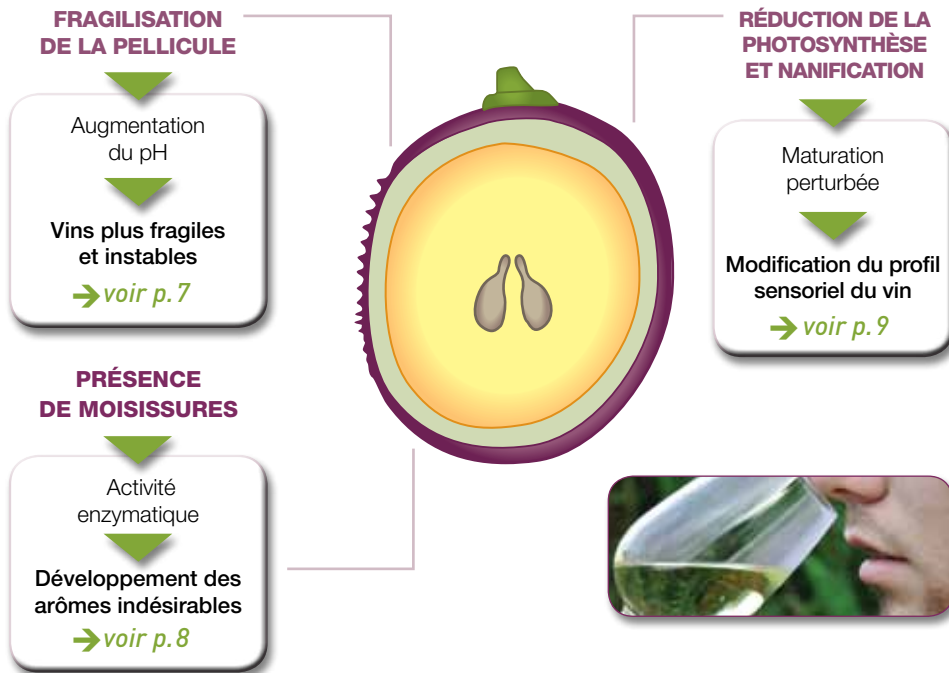 FRAGILISATION
DE LA PELLICULE
Augmentation
du pH
Vins plus fragiles
et instables
→ voir p.7
PRÉSENCE
DE MOISISSURES
Activité
enzymatique
Développement des
arômes indésirables
→ voir p.8
RÉDUCTION DE LA
PHOTOSYNTHÈSE
ET NANIFICATION
Maturation
perturbée
Modification du profil
sensoriel du vin
→ voir p.9